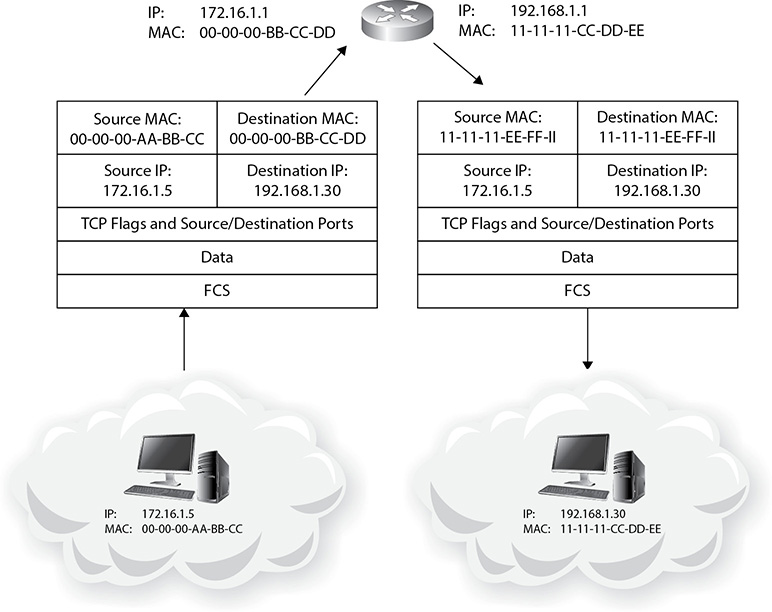 IP: 172.16.1.1
MAC: 00-00-00-BB-CC-DD
IP: 192.168.1.1
MAC: 11-11-11-CC-DD-EE
Source MAC:
00-00-00-AA-BB-CC
Destination MAC:
00-00-00-BB-CC-DD
Source IP:
172.16.1.5
Destination IP:
192.168.1.30
TCP Flags and Source/Destination Ports
Data
FCS
Source MAC:
11-11-11-EE-FF-II
Destination MAC:
11-11-11-EE-FF-II
Source IP:
172.16.1.5
Destination IP:
192.168.1.30
TCP Flags and Source/Destination Ports
Data
FCS
IP: 172.16.1.5
MAC: 00-00-00-AA-BB-CC
IP: 192.168.1.30
MAC: 11-11-11-CC-DD-EE